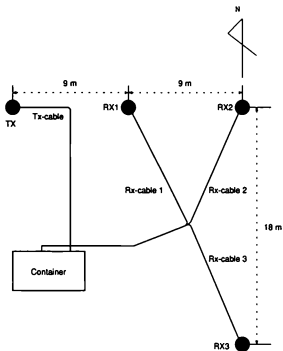 N
9 m
9 m
TX
Tx-cable
RX1
RX2
Rx-cable 1
Rx-cable 2
18 m
Rx-cable 3
Container
RX3